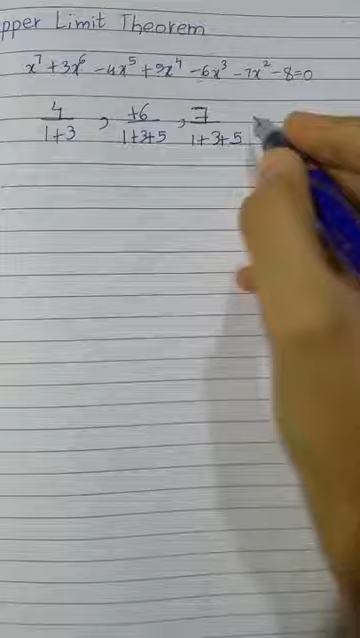 pper Limit Theorem
x⁷ + 3x⁶ - 4x⁵ + 5x⁴ - 6x³ - 7x² - 8 = 0
4/(1+3) , +6/(1+3+5) , 7/(1+3+5)